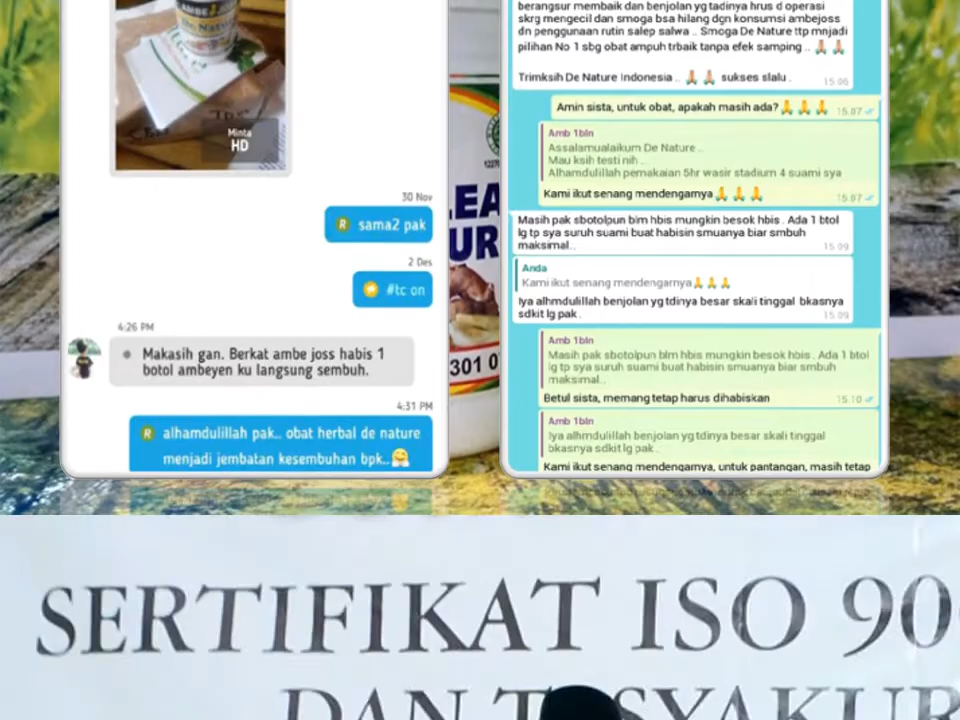 AMBEJ
De Nature
Minta
HD
30 Nov
sama2 pak
2 Des
#tc on
4:26 PM
Makasih gan. Berkat ambe joss habis 1
botol ambeyen ku langsung sembuh.
4:31 PM
alhamdulillah pak.. obat herbal de nature
menjadi jembatan kesembuhan bpk..
LEA
UR
301 0
berangsur membaik dan benjolan yg tadinya hrus d operasi
skrg mengecil dan smoga bsa hilang dgn konsumsi ambejoss
dn penggunaan rutin salep salwa .. Smoga De Nature ttp mnjadi
pilihan No 1 sbg obat ampuh trbaik tanpa efek samping ..
Trimksih De Nature Indonesia .. sukses slalu .
15.06
Amin sista, untuk obat, apakah masih ada?
15.07
Amb 1bln
Assalamualaikum De Nature ..
Mau ksih testi nih ..
Alhamdulillah pemakaian 5hr wasir stadium 4 suami sya
Kami ikut senang mendengarnya
15.07
Masih pak sbotolpun blm hbis mungkin besok hbis . Ada 1 btol
lg tp sya suruh suami buat habisin smuanya biar smbuh
maksimal..
15.09
Anda
Kami ikut senang mendengarnya
Iya alhmdulillah benjolan yg tdinya besar skali tinggal bkasnya
sdkit lg pak .
15.09
Amb 1bln
Masih pak sbotolpun blm hbis mungkin besok hbis . Ada 1 btol
lg tp sya suruh suami buat habisin smuanya biar smbuh
maksimal..
Betul sista, memang tetap harus dihabiskan
15.10
Amb 1bln
Iya alhmdulillah benjolan yg tdinya besar skali tinggal
bkasnya sdkit lg pak .
Kami ikut senang mendengarnya, untuk pantangan, masih tetap
SERTIFIKAT ISO 90
DAN T SYAKUR